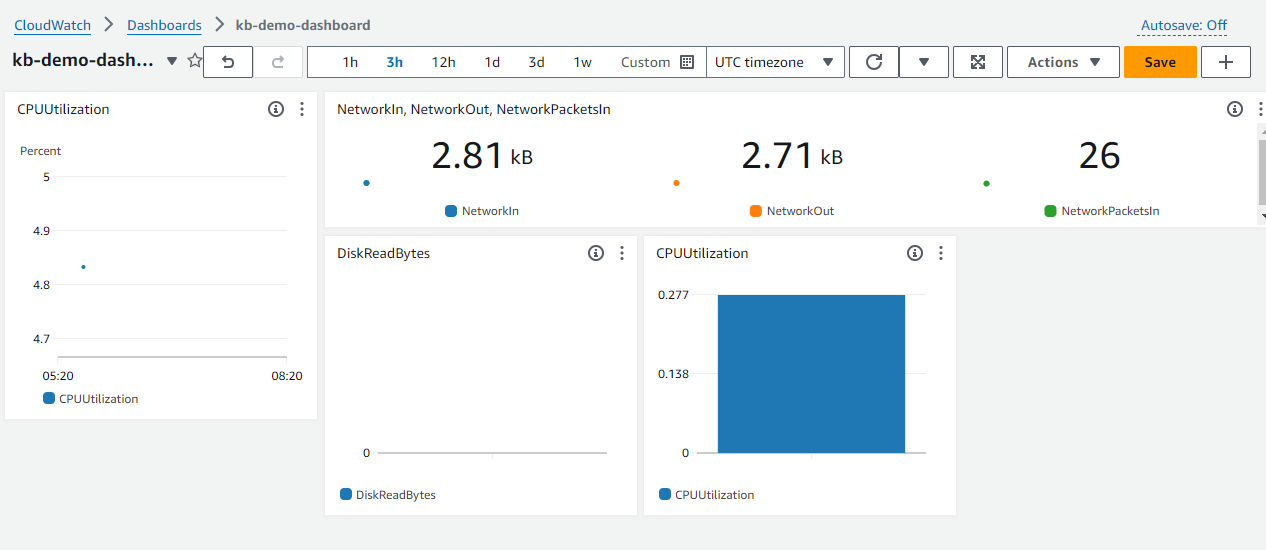 CloudWatch > Dashboards > kb-demo-dashboard
Autosave: Off
kb-demo-dash... 1h 3h 12h 1d 3d 1w Custom UTC timezone Actions Save
CPUUtilization
Percent
5
4.9
4.8
4.7
05:20 08:20
CPUUtilization
NetworkIn, NetworkOut, NetworkPacketsIn
2.81 kB 2.71 kB 26
NetworkIn NetworkOut NetworkPacketsIn
DiskReadBytes
0
DiskReadBytes
CPUUtilization
0.277
0.138
0
CPUUtilization